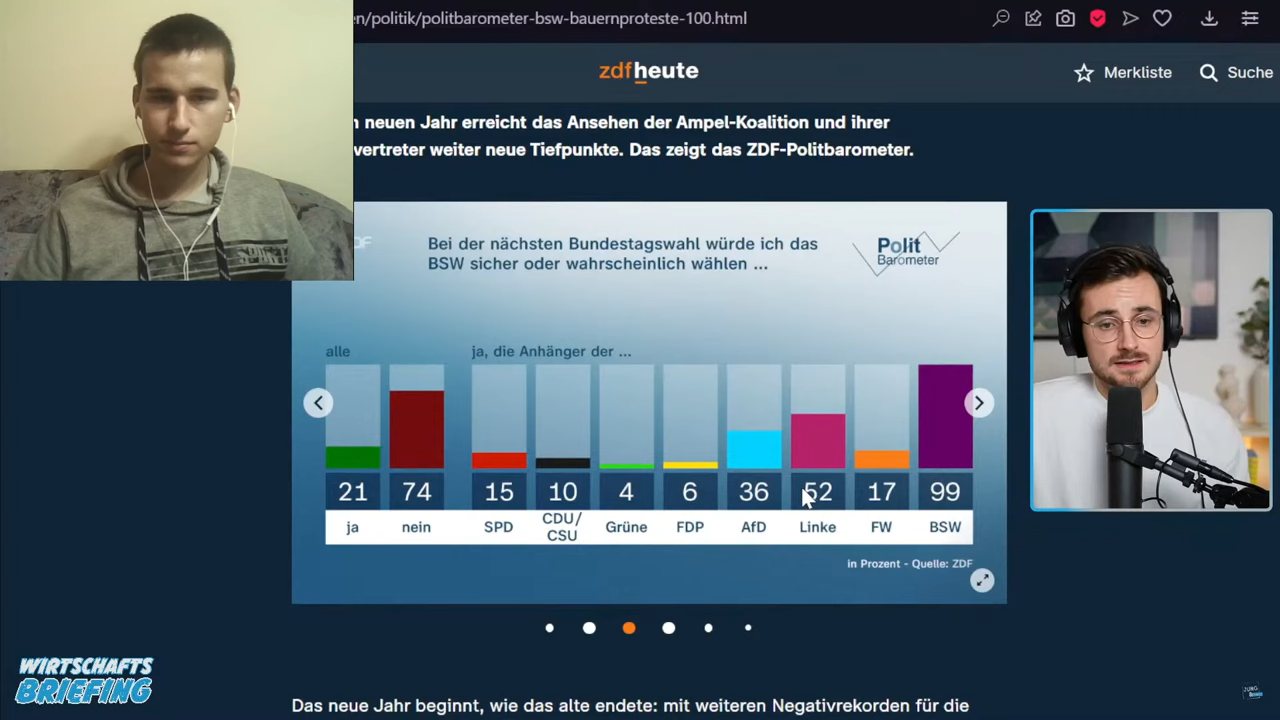 en/politik/politbarometer-bsw-bauernproteste-100.html
zdfheute
Merkliste
Suche
n neuen Jahr erreicht das Ansehen der Ampel-Koalition und ihrer
vertreter weiter neue Tiefpunkte. Das zeigt das ZDF-Politbarometer.
DF
Bei der nächsten Bundestagswahl würde ich das
BSW sicher oder wahrscheinlich wählen ...
Polit
Barometer
alle
ja, die Anhänger der ...
21 74 15 10 4 6 36 52 17 99
ja nein SPD CDU/CSU Grüne FDP AfD Linke FW BSW
in Prozent - Quelle: ZDF
WIRTSCHAFTS
BRIEFING
Das neue Jahr beginnt, wie das alte endete: mit weiteren Negativrekorden für die